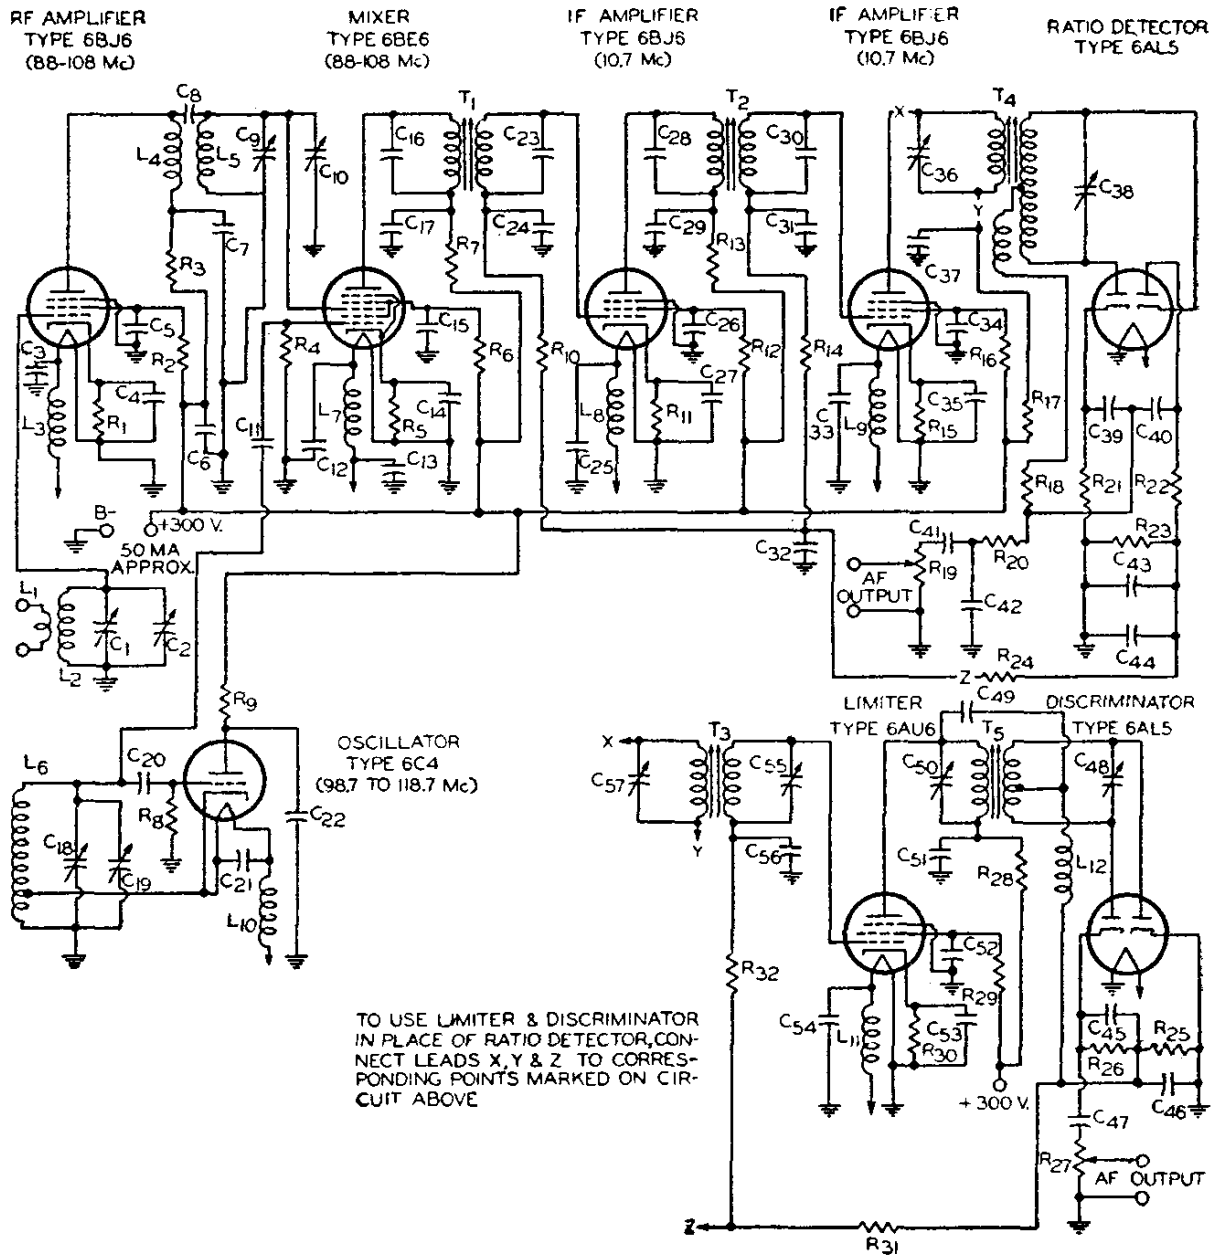 RF AMPLIFIER
TYPE 6BJ6
(88-108 Mc)
MIXER
TYPE 6BE6
(88-108 Mc)
IF AMPLIFIER
TYPE 6BJ6
(10.7 Mc)
IF AMPLIFIER
TYPE 6BJ6
(10.7 Mc)
RATIO DETECTOR
TYPE 6AL5
C8
L4
L5
C9
C10
C7
R3
C5
R2
C3
L3
C4
R1
C6
C11
T1
C16
C23
C17
R7
C24
C15
R4
R6
L7
R5
C14
C12
C13
R10
T2
C28
C30
C29
R13
C31
C26
R12
R14
L8
R11
C27
C25
C32
X
T4
C36
Y
C37
C38
C34
R16
C33
L9
R15
C35
R17
R18
C39
C40
R21
R22
R23
C43
C44
R24
Z
C41
R19
R20
C42
AF
OUTPUT
B-
+300 V.
50 MA
APPROX.
L1
L2
C1
C2
R9
OSCILLATOR
TYPE 6C4
(98.7 TO 118.7 Mc)
L6
C20
R8
C18
C19
C21
L10
C22
LIMITER
TYPE 6AU6
DISCRIMINATOR
TYPE 6AL5
C49
X
T3
C57
C55
Y
C56
R32
C50
T5
C48
C51
R28
L12
C52
R29
C54
L11
C53
R30
+300 V.
C45
R25
R26
C46
C47
R27
AF OUTPUT
Z
R31
TO USE LIMITER & DISCRIMINATOR
IN PLACE OF RATIO DETECTOR, CON-
NECT LEADS X, Y & Z TO CORRES-
PONDING POINTS MARKED ON CIR-
CUIT ABOVE